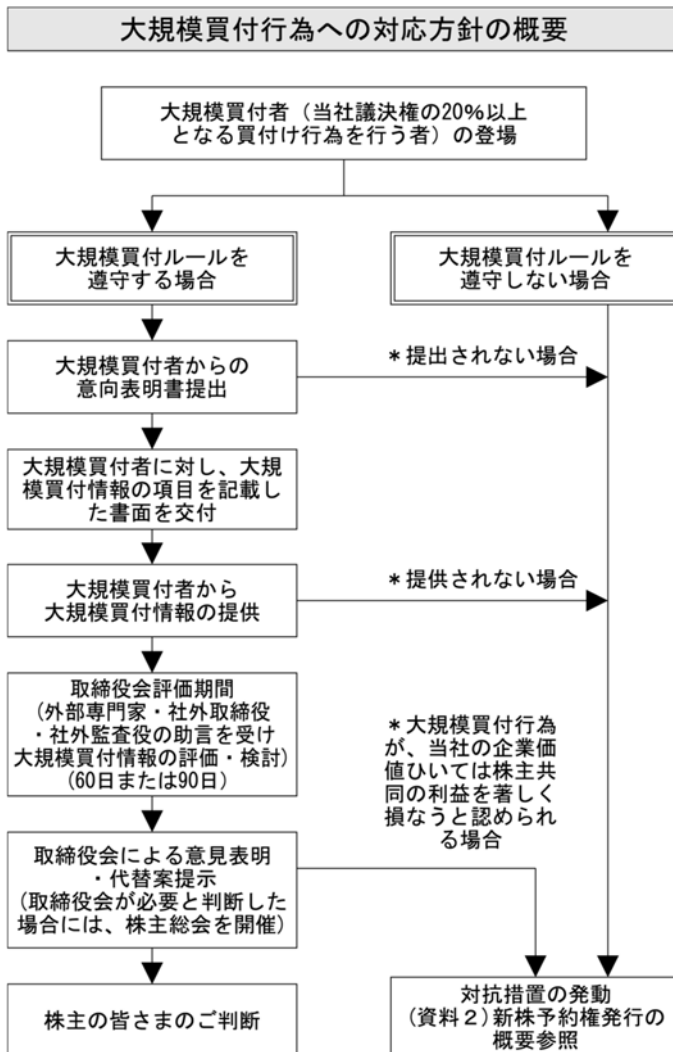 大規模買付行為への対応方針の概要
大規模買付者(当社議決権の20%以上
となる買付け行為を行う者)の登場
大規模買付ルールを
遵守する場合
大規模買付ルールを
遵守しない場合
大規模買付者からの
意向表明書提出
*提出されない場合
大規模買付者に対し、大規
模買付情報の項目を記載し
た書面を交付
大規模買付者から
大規模買付情報の提供
*提供されない場合
取締役会評価期間
(外部専門家・社外取締役
・社外監査役の助言を受け
大規模買付情報の評価・検討)
(60日または90日)
*大規模買付行為
が、当社の企業価
値ひいては株主共
同の利益を著しく
損なうと認められ
る場合
取締役会による意見表明
・代替案提示
(取締役会が必要と判断した
場合には、株主総会を開催)
株主の皆さまのご判断
対抗措置の発動
(資料2)新株予約権発行の
概要参照